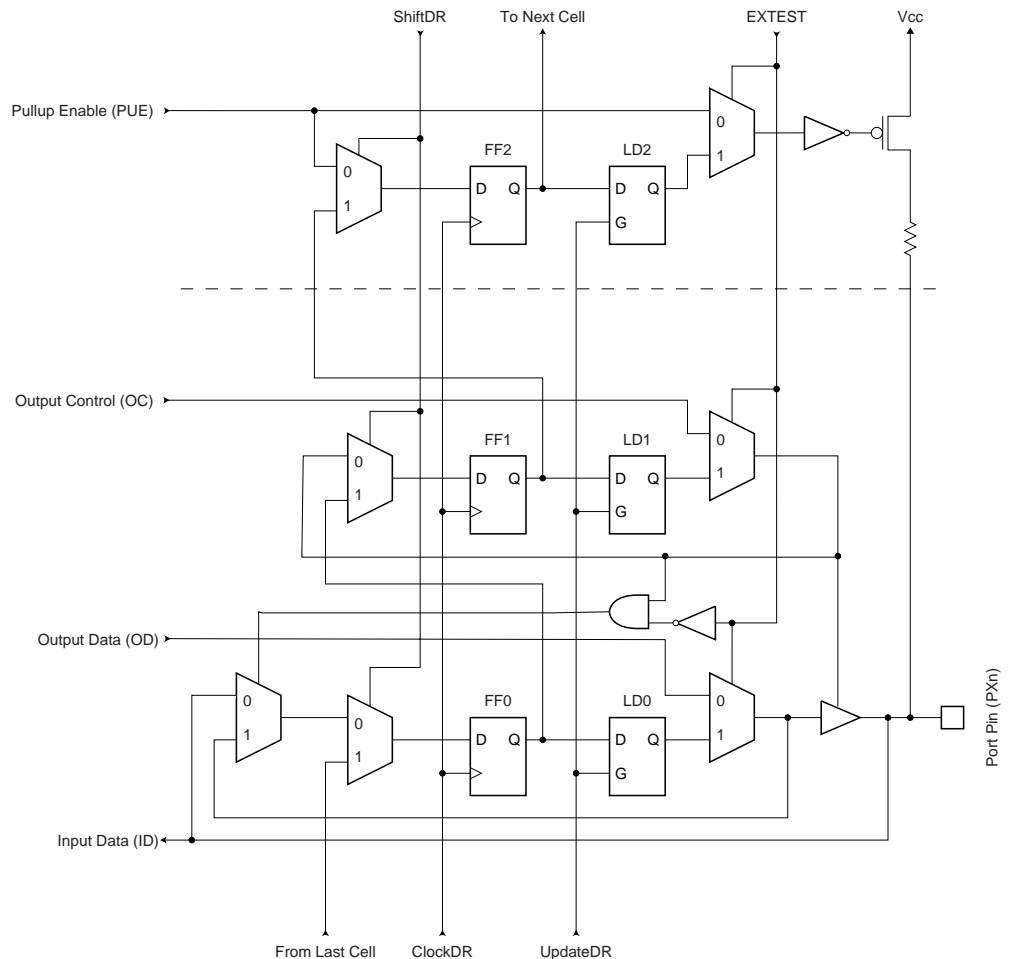 ShiftDR To Next Cell EXTEST Vcc
Pullup Enable (PUE)
0
FF2 LD2
0
1
1
D Q D Q
G
Output Control (OC)
0
FF1 LD1
0
1
1
D Q D Q
G
Output Data (OD)
0
1
0
1
FF0 LD0
D Q D Q
G
0
1
Port Pin (PXn)
Input Data (ID)
From Last Cell ClockDR UpdateDR